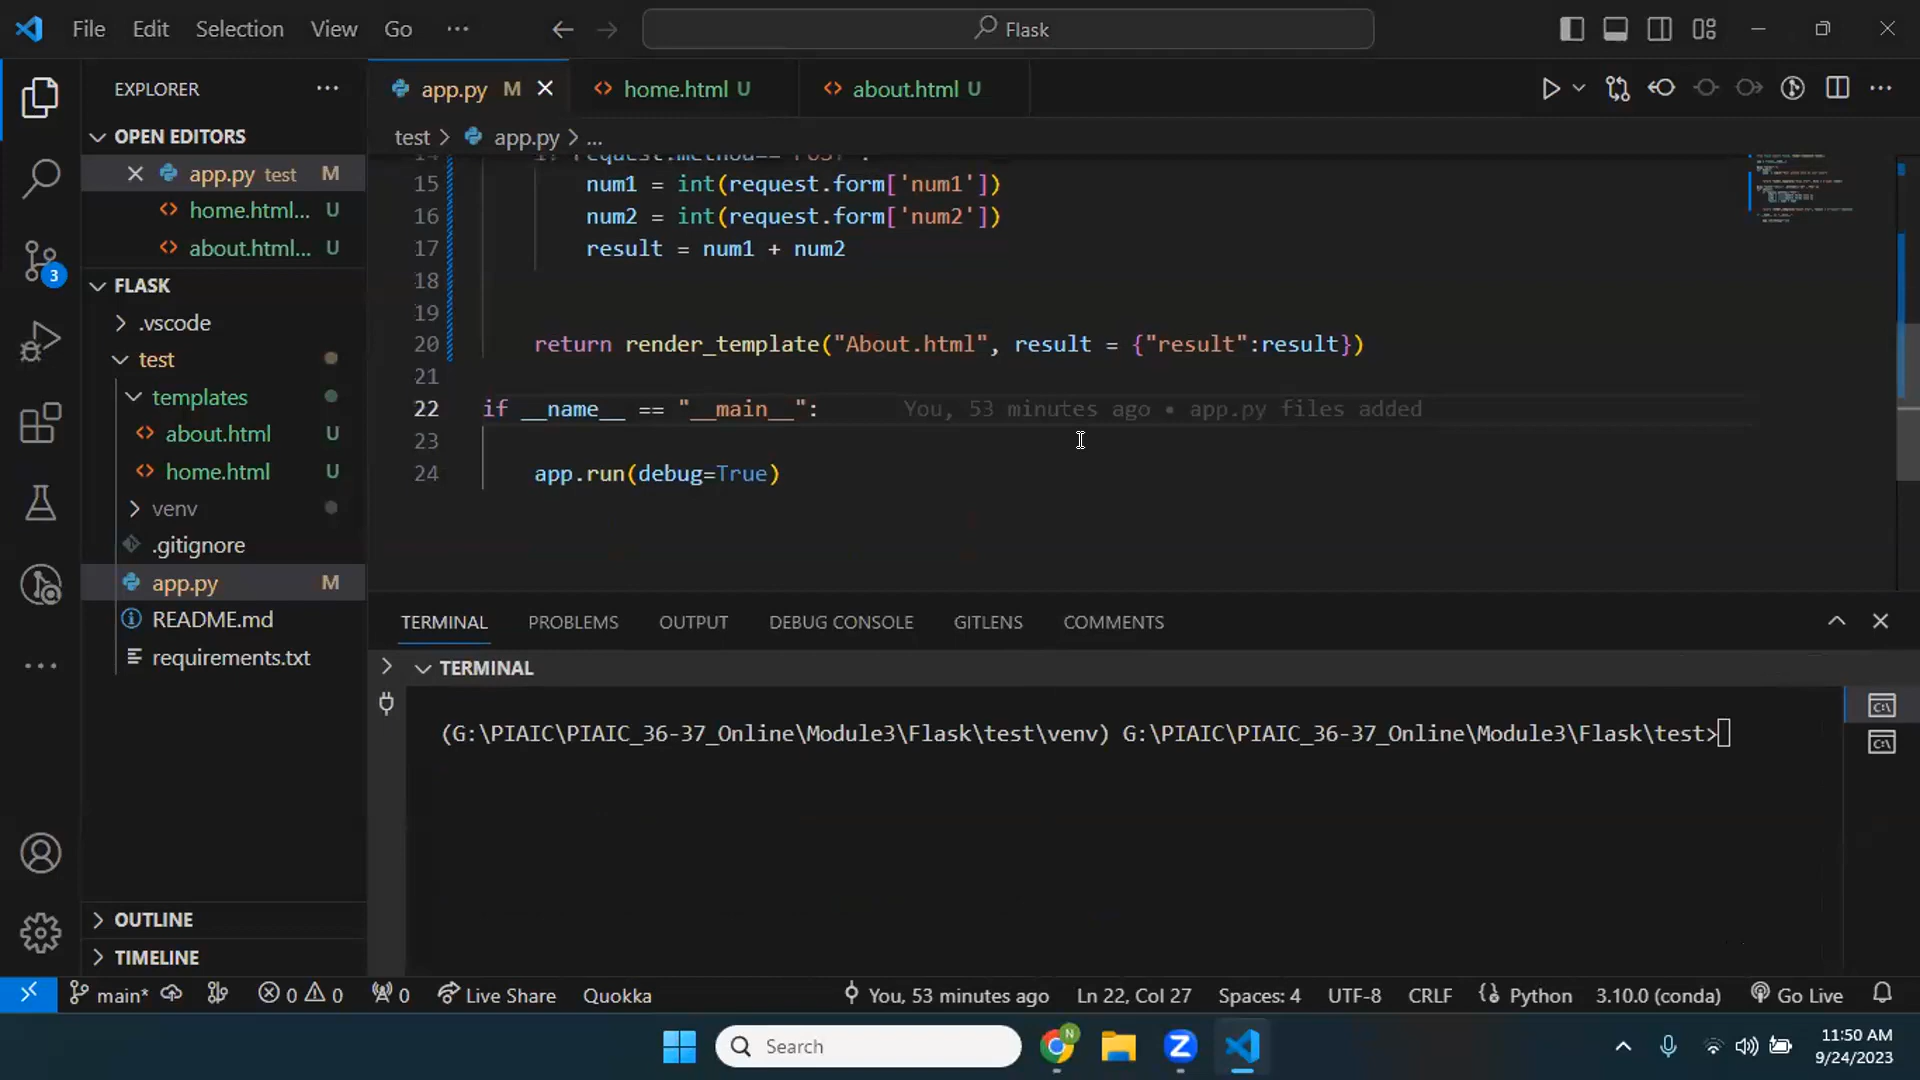 File Edit Selection View Go ··· Flask
EXPLORER ···
OPEN EDITORS
app.py test M
home.html... U
about.html... U
FLASK
.vscode
test
templates
about.html U
home.html U
venv
.gitignore
app.py M
README.md
requirements.txt
OUTLINE
TIMELINE
3
app.py M home.html U about.html U
test > app.py > ...
15 num1 = int(request.form['num1'])
16 num2 = int(request.form['num2'])
17 result = num1 + num2
18
19
20 return render_template("About.html", result = {"result":result})
21
22 if __name__ == "__main__": You, 53 minutes ago • app.py files added
23
24 app.run(debug=True)
TERMINAL PROBLEMS OUTPUT DEBUG CONSOLE GITLENS COMMENTS
TERMINAL
(G:\PIAIC\PIAIC_36-37_Online\Module3\Flask\test\venv) G:\PIAIC\PIAIC_36-37_Online\Module3\Flask\test>
main* 0 0 0 Live Share Quokka You, 53 minutes ago Ln 22, Col 27 Spaces: 4 UTF-8 CRLF Python 3.10.0 (conda) Go Live
Search
N
11:50 AM
9/24/2023